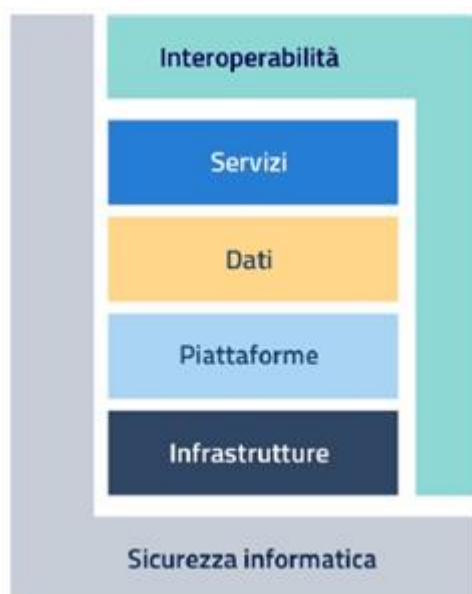 Interoperabilità
Servizi
Dati
Piattaforme
Infrastrutture
Sicurezza informatica